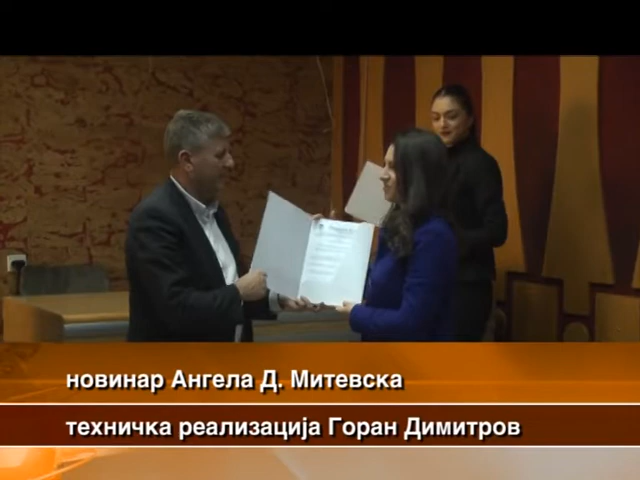 новинар Ангела Д. Митевска
техничка реализација Горан Димитров